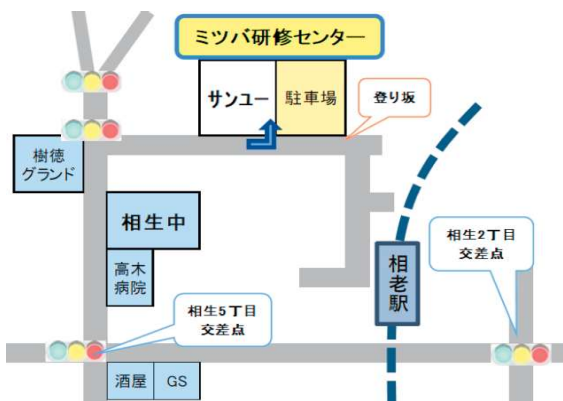 ミツバ研修センター
サンユー
駐車場
登り坂
樹徳
グランド
相生中
高木
病院
相生2丁目
交差点
相老駅
相生5丁目
交差点
酒屋
GS